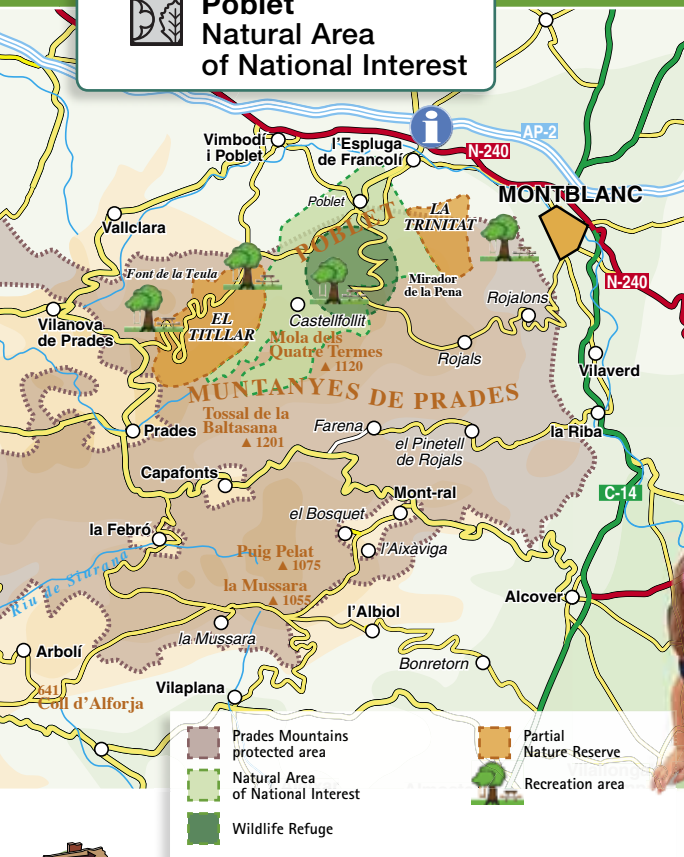 Poblet
Natural Area
of National Interest
Vimbodí
i Poblet
l'Espluga
de Francolí
AP-2
N-240
MONTBLANC
Poblet
LA
TRINITAT
POBLET
Vallclara
Font de la Teula
Mirador
de la Pena
N-240
Rojalons
Castellfollit
EL
TITLLAR
Vilanova
de Prades
Mola dels
Quatre Termes
1120
Rojals
Vilaverd
MUNTANYES DE PRADES
Tossal de la
Baltasana
1201
Prades
Farena
el Pinetell
de Rojals
la Riba
Capafonts
Mont-ral
C-14
el Bosquet
la Febró
l'Aixàviga
Puig Pelat
1075
Riu de Siurana
la Mussara
1055
Alcover
l'Albiol
la Mussara
Arbolí
Bonretorn
641
Coll d'Alforja
Vilaplana
Prades Mountains
protected area
Natural Area
of National Interest
Wildlife Refuge
Partial
Nature Reserve
Recreation area